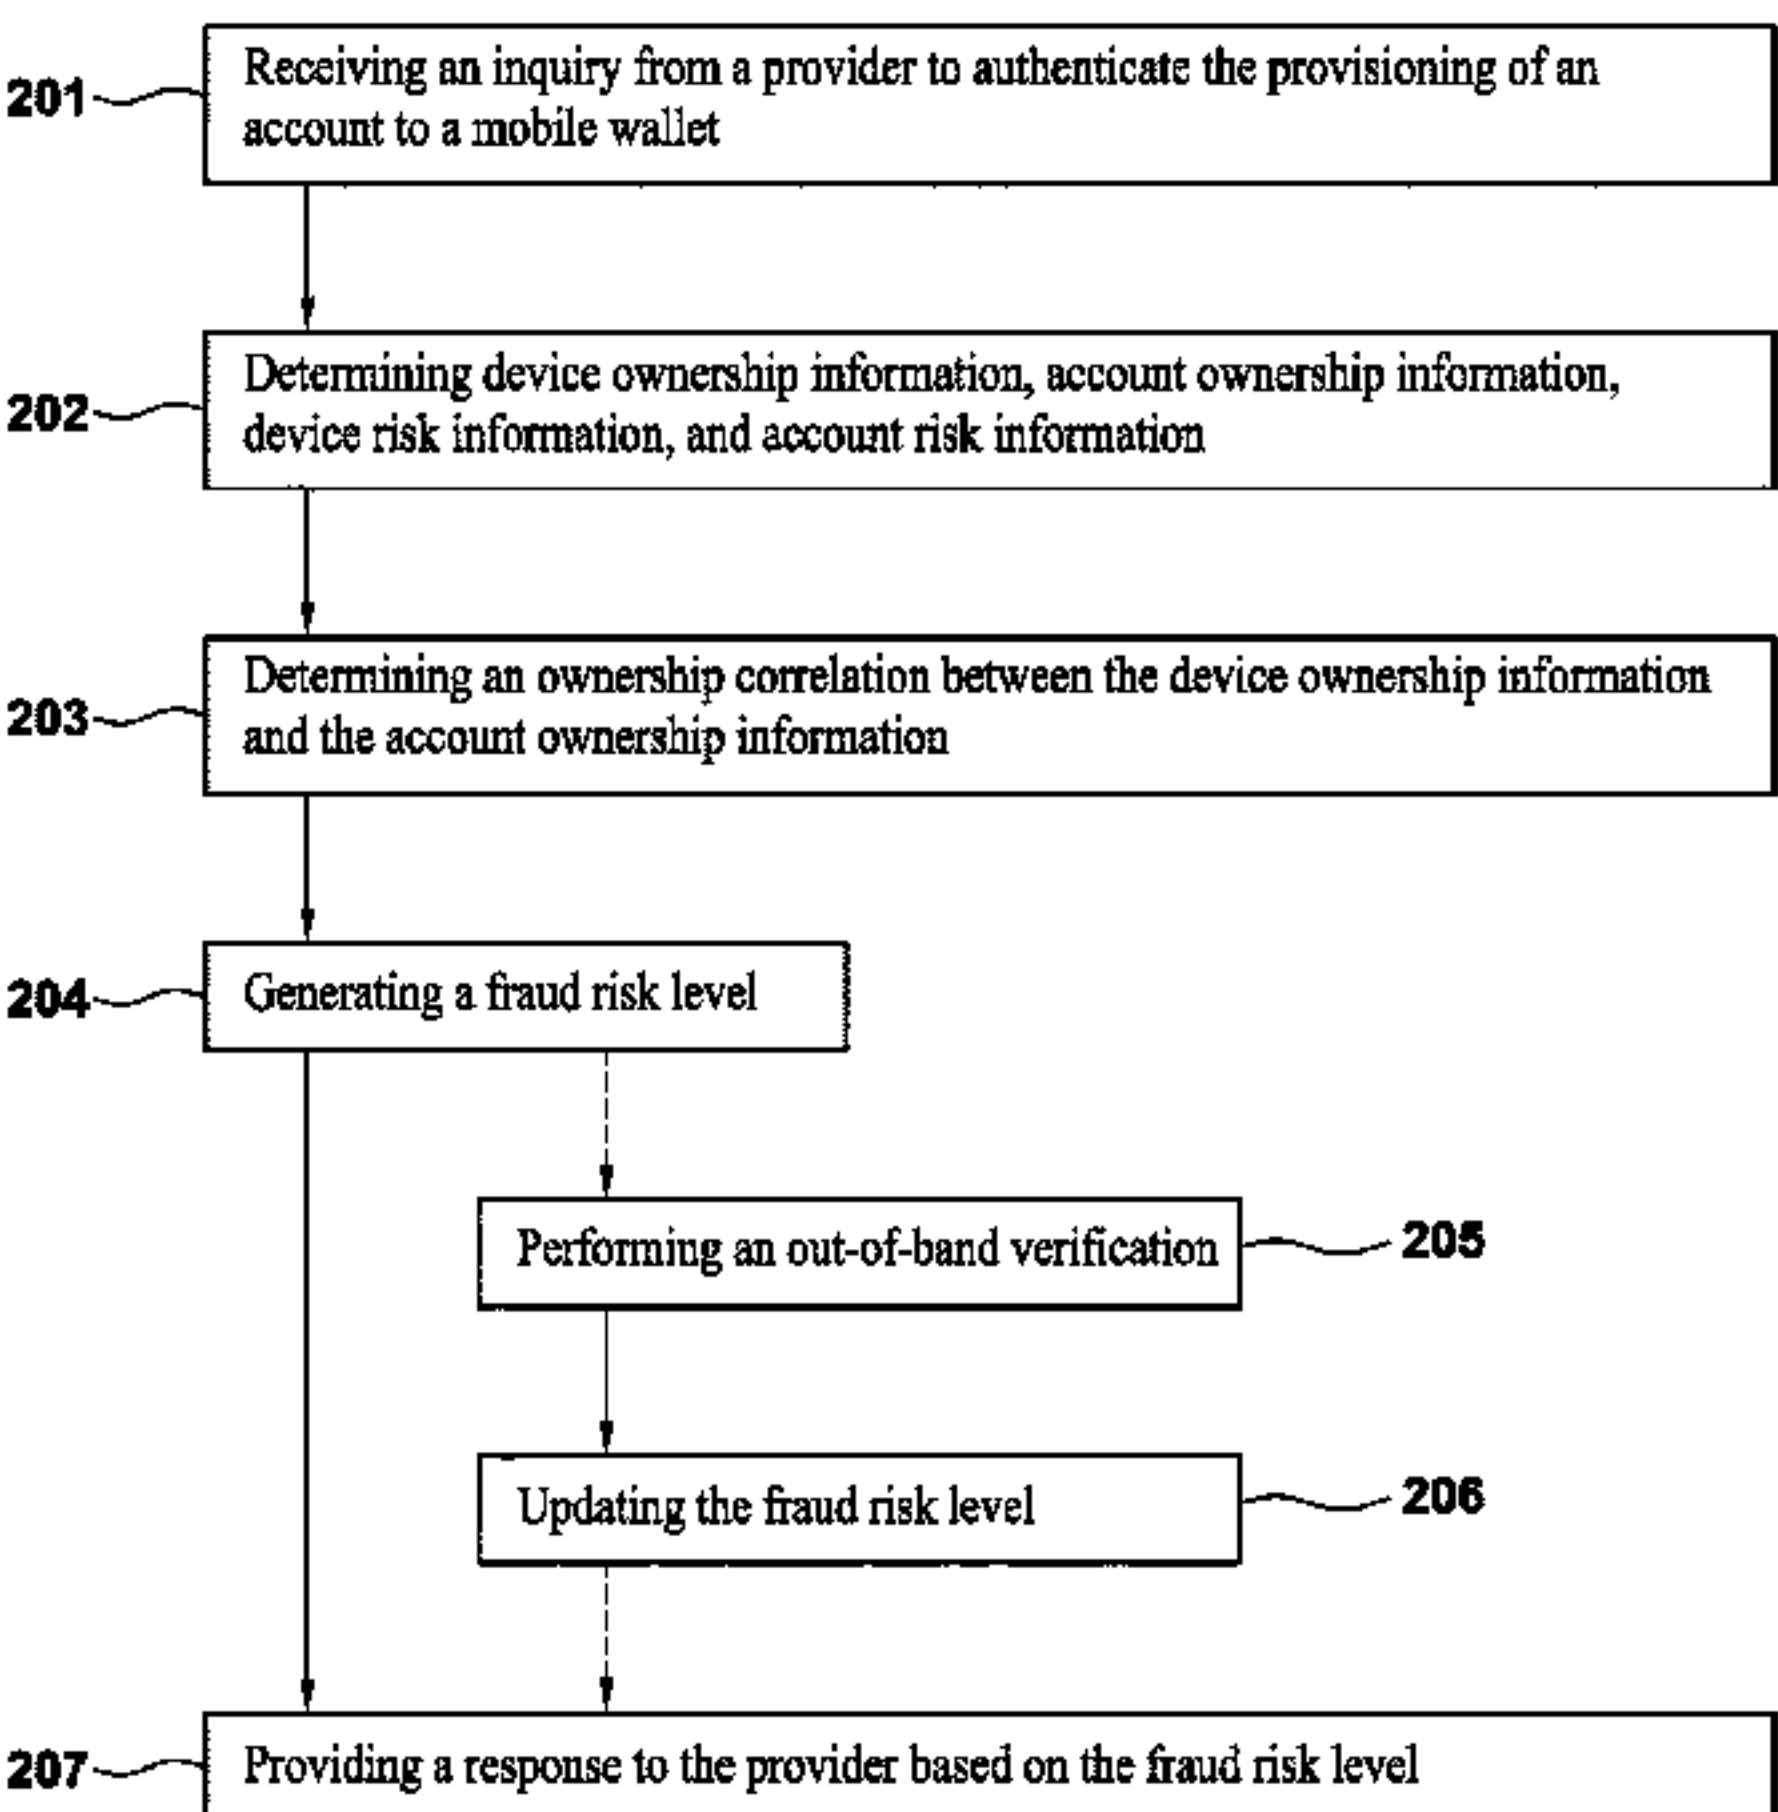 201
Receiving an inquiry from a provider to authenticate the provisioning of an
account to a mobile wallet
202
Determining device ownership information, account ownership information,
device risk information, and account risk information
203
Determining an ownership correlation between the device ownership information
and the account ownership information
204
Generating a fraud risk level
Performing an out-of-band verification
205
Updating the fraud risk level
206
207
Providing a response to the provider based on the fraud risk level